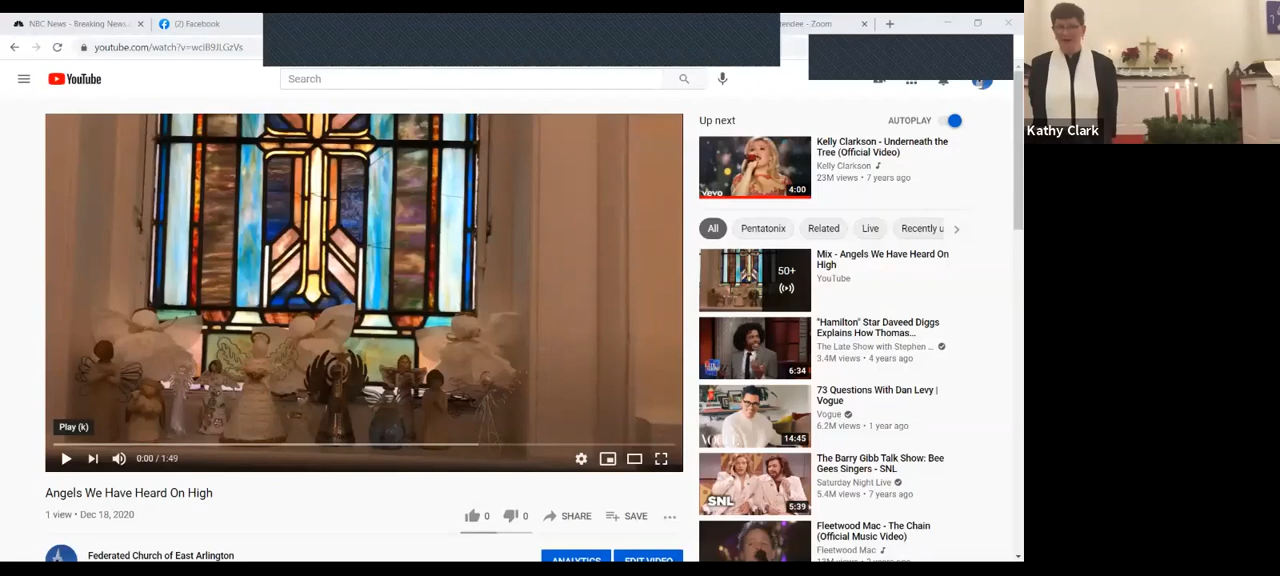 NBC News - Breaking News
(2) Facebook
endee - Zoom
youtube.com/watch?v=wciB9JLGzVs
YouTube
Search
Up next
AUTOPLAY
Kelly Clarkson - Underneath the
Tree (Official Video)
Kelly Clarkson
23M views • 7 years ago
vevo
4:00
All
Pentatonix
Related
Live
Recently u
50+
Mix - Angels We Have Heard On
High
YouTube
"Hamilton" Star Daveed Diggs
Explains How Thomas...
The Late Show with Stephen ...
3.4M views • 4 years ago
6:34
73 Questions With Dan Levy |
Vogue
Vogue
6.2M views • 1 year ago
VOGUE
14:45
The Barry Gibb Talk Show: Bee
Gees Singers - SNL
Saturday Night Live
5.4M views • 7 years ago
SNL
5:39
Fleetwood Mac - The Chain
(Official Music Video)
Fleetwood Mac
Play (k)
0:00 / 1:49
Angels We Have Heard On High
1 view • Dec 18, 2020
0
0
SHARE
SAVE
Federated Church of East Arlington
ANALYTICS
EDIT VIDEO
Kathy Clark